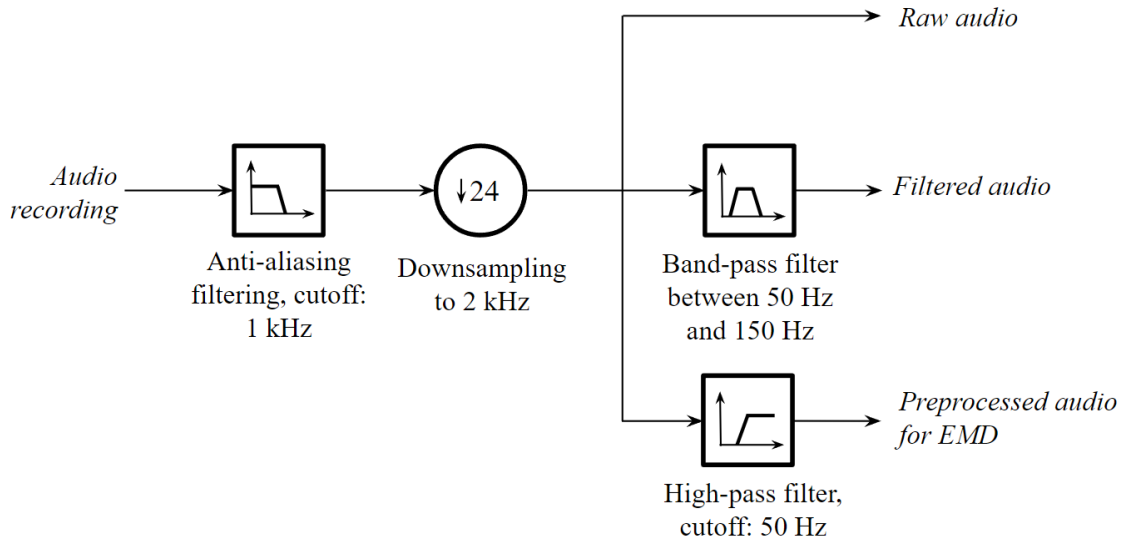 Raw audio
Audio
recording
↓24
Filtered audio
Anti-aliasing
filtering, cutoff:
1 kHz
Downsampling
to 2 kHz
Band-pass filter
between 50 Hz
and 150 Hz
Preprocessed audio
for EMD
High-pass filter,
cutoff: 50 Hz